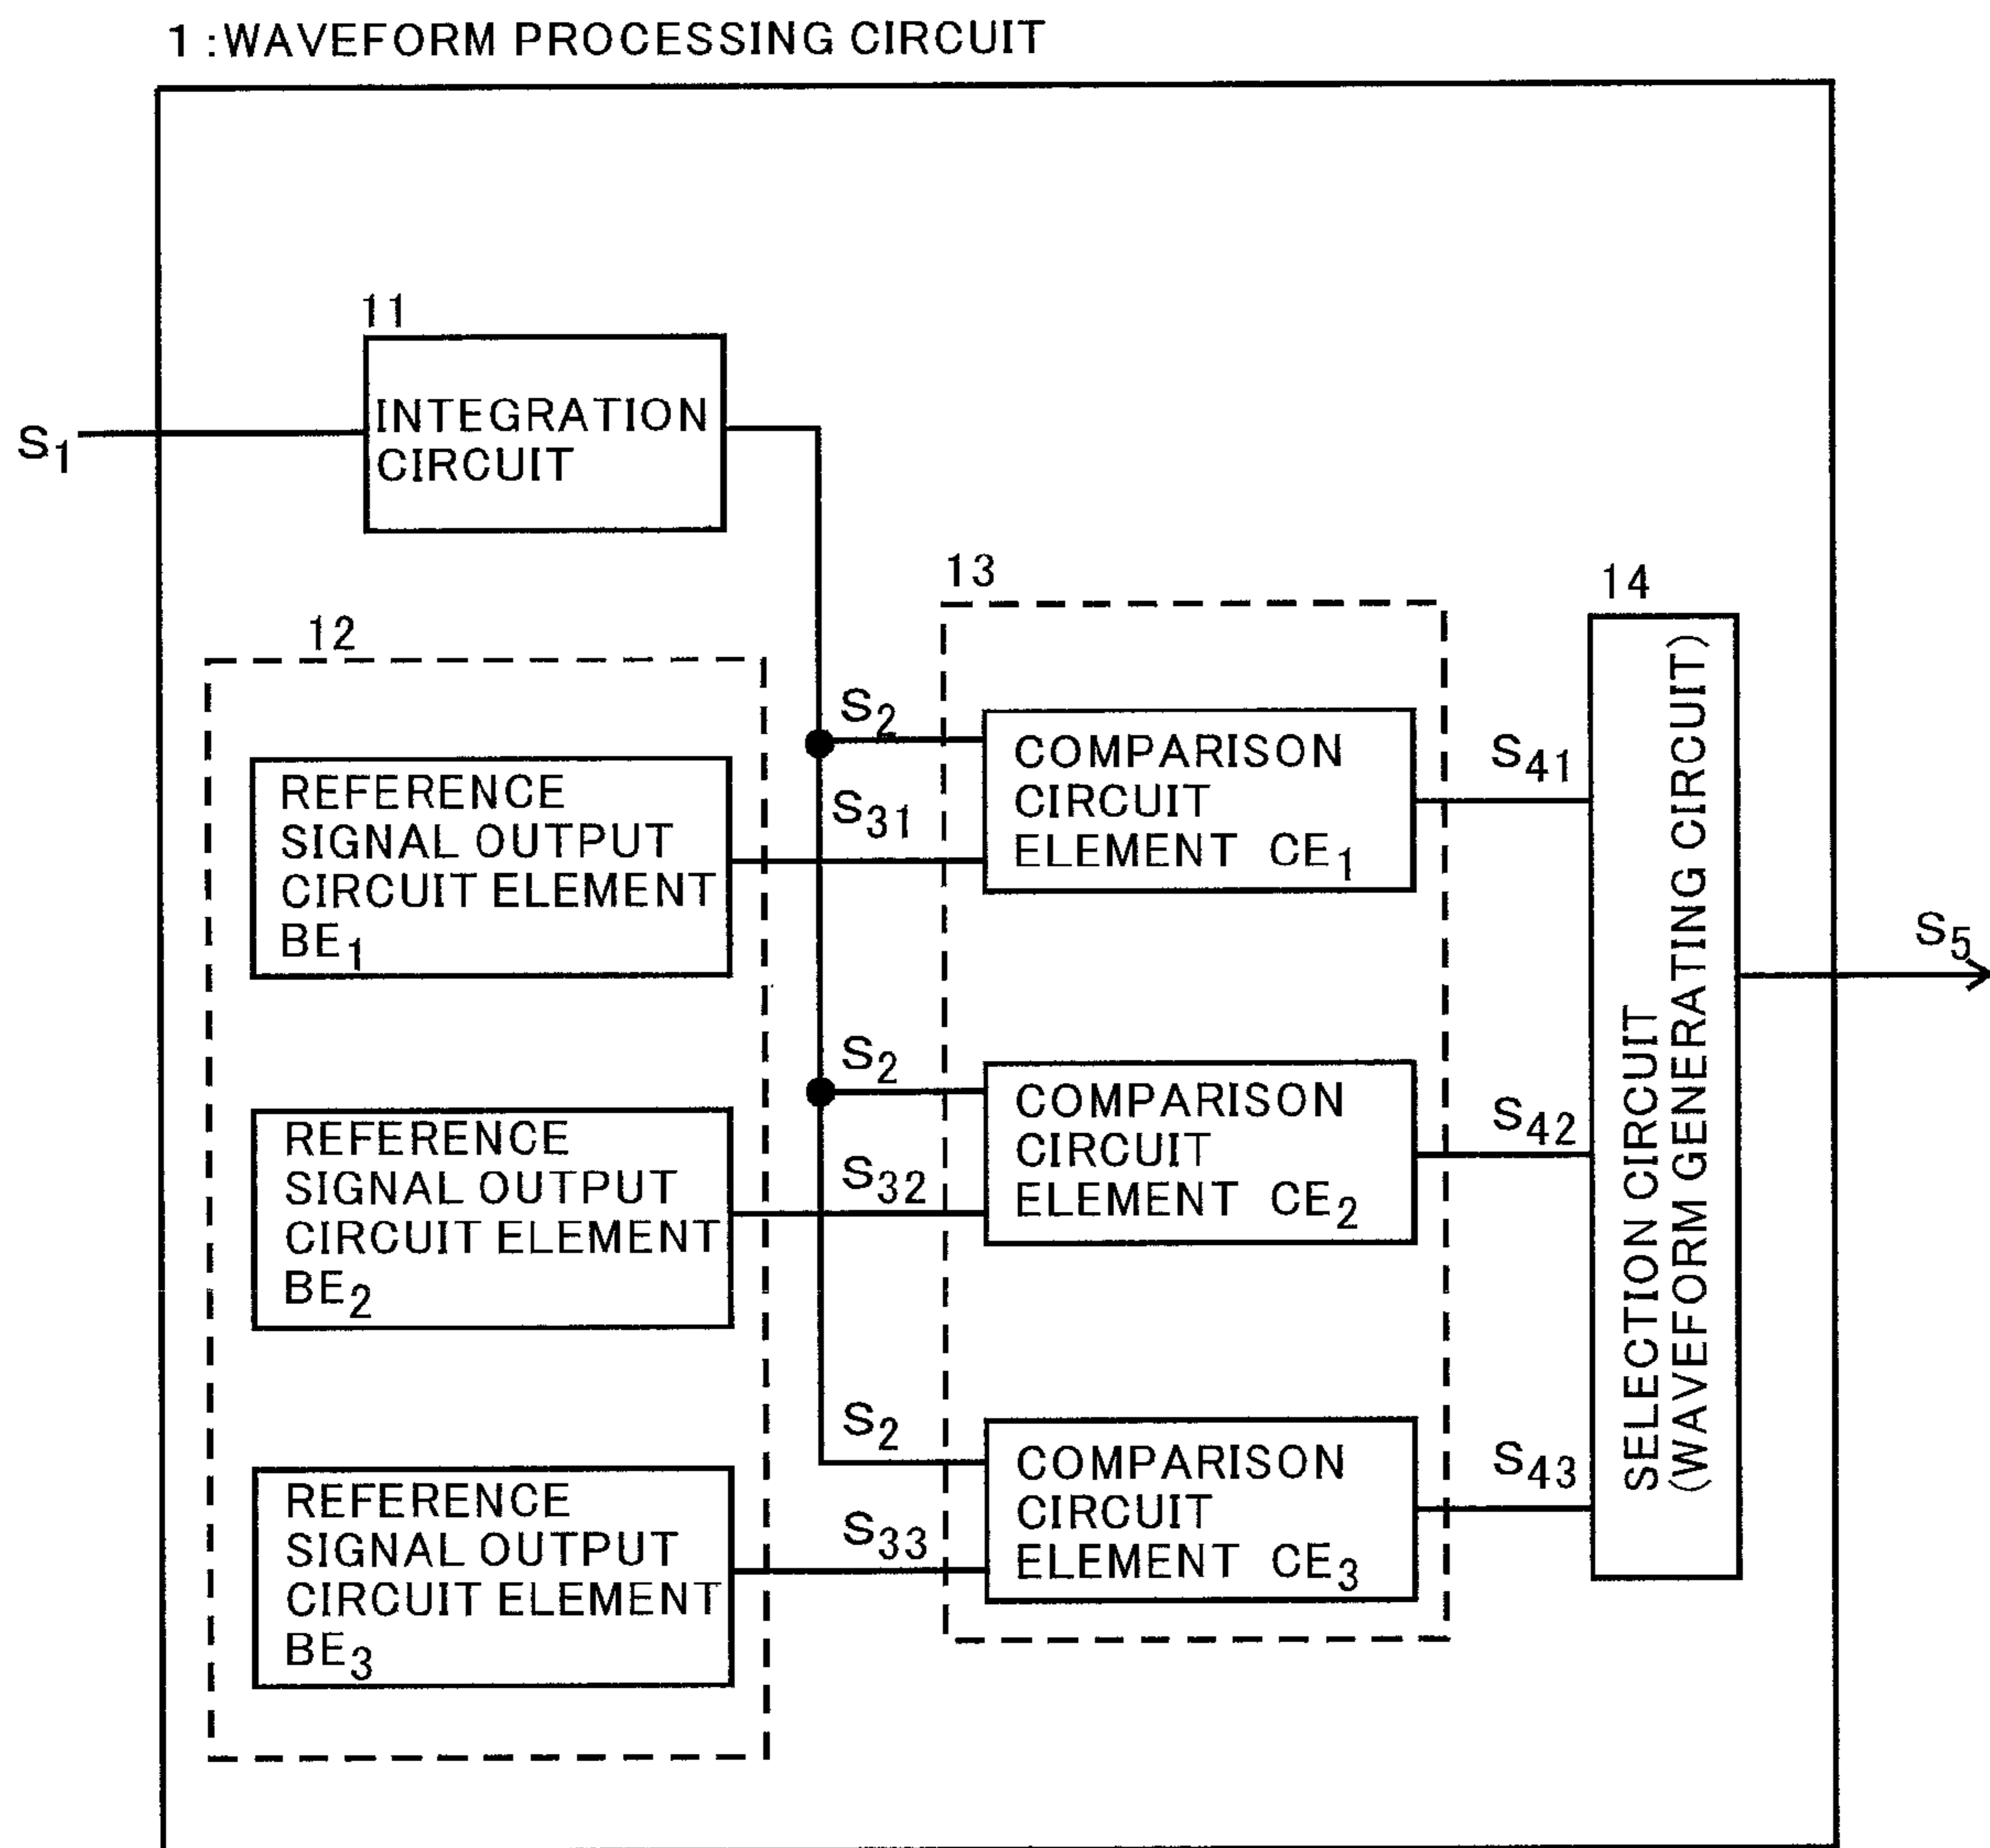 1 :WAVEFORM PROCESSING CIRCUIT
11
INTEGRATION
CIRCUIT
S1
12
REFERENCE
SIGNAL OUTPUT
CIRCUIT ELEMENT
BE1
REFERENCE
SIGNAL OUTPUT
CIRCUIT ELEMENT
BE2
REFERENCE
SIGNAL OUTPUT
CIRCUIT ELEMENT
BE3
S2
S31
S2
S32
S2
S33
13
COMPARISON
CIRCUIT
ELEMENT CE1
COMPARISON
CIRCUIT
ELEMENT CE2
COMPARISON
CIRCUIT
ELEMENT CE3
S41
S42
S43
14
SELECTION CIRCUIT
(WAVEFORM GENERATING CIRCUIT)
S5